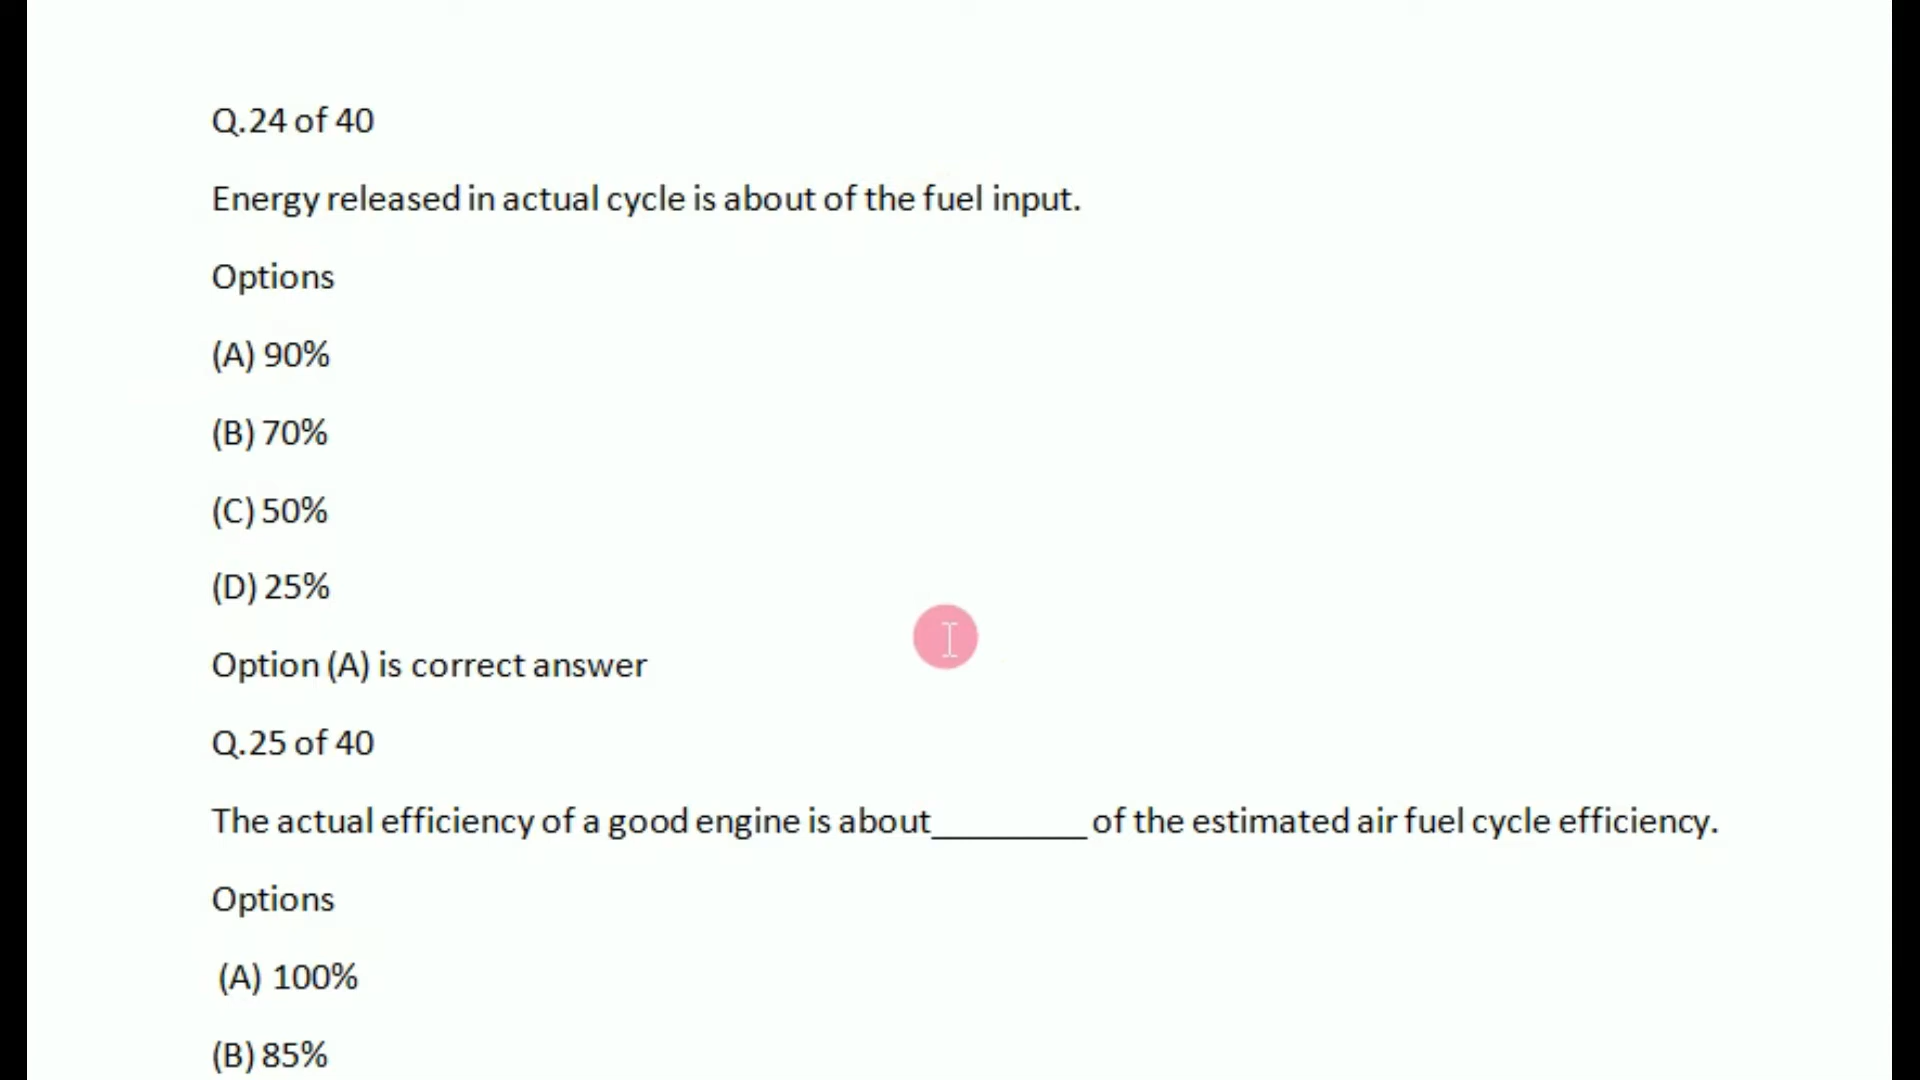 Q.24 of 40
Energy released in actual cycle is about of the fuel input.
Options
(A) 90%
(B) 70%
(C) 50%
(D) 25%
Option (A) is correct answer
Q.25 of 40
The actual efficiency of a good engine is about________ of the estimated air fuel cycle efficiency.
Options
(A) 100%
(B) 85%